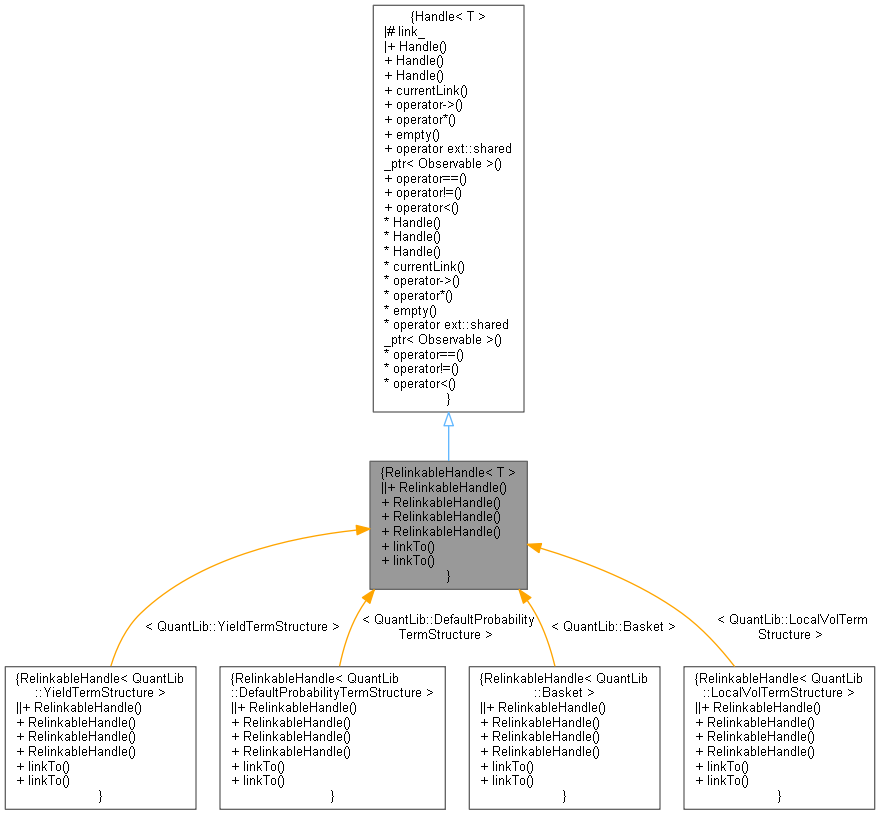 {Handle< T >
|# link_
|+ Handle()
+ Handle()
+ Handle()
+ currentLink()
+ operator->()
+ operator*()
+ empty()
+ operator ext::shared
_ptr< Observable >()
+ operator==()
+ operator!=()
+ operator<()
* Handle()
* Handle()
* Handle()
* currentLink()
* operator->()
* operator*()
* empty()
* operator ext::shared
_ptr< Observable >()
* operator==()
* operator!=()
* operator<()
}
{RelinkableHandle< T >
||+ RelinkableHandle()
+ RelinkableHandle()
+ RelinkableHandle()
+ RelinkableHandle()
+ linkTo()
+ linkTo()
}
< QuantLib::YieldTermStructure >
< QuantLib::DefaultProbability
TermStructure >
< QuantLib::Basket >
< QuantLib::LocalVolTerm
Structure >
{RelinkableHandle< QuantLib
::YieldTermStructure >
||+ RelinkableHandle()
+ RelinkableHandle()
+ RelinkableHandle()
+ RelinkableHandle()
+ linkTo()
+ linkTo()
}
{RelinkableHandle< QuantLib
::DefaultProbabilityTermStructure >
||+ RelinkableHandle()
+ RelinkableHandle()
+ RelinkableHandle()
+ RelinkableHandle()
+ linkTo()
+ linkTo()
}
{RelinkableHandle< QuantLib
::Basket >
||+ RelinkableHandle()
+ RelinkableHandle()
+ RelinkableHandle()
+ RelinkableHandle()
+ linkTo()
+ linkTo()
}
{RelinkableHandle< QuantLib
::LocalVolTermStructure >
||+ RelinkableHandle()
+ RelinkableHandle()
+ RelinkableHandle()
+ RelinkableHandle()
+ linkTo()
+ linkTo()
}